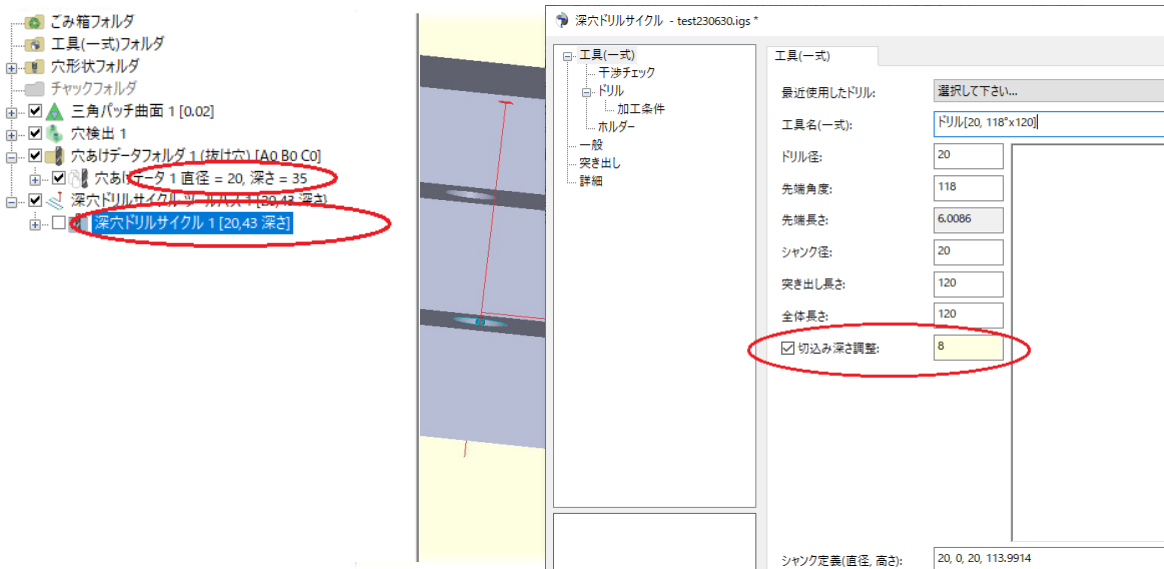 ごみ箱フォルダ
工具(一式)フォルダ
穴形状フォルダ
チャックフォルダ
三角パッチ曲面 1 [0.02]
穴検出 1
穴あけデータフォルダ 1 (抜け穴) [A0 B0 C0]
穴あけデータ 1 直径 = 20, 深さ = 35
深穴ドリルサイクル ツールパス 1 [20,43 深さ]
深穴ドリルサイクル 1 [20,43 深さ]
深穴ドリルサイクル - test230630.igs *
工具(一式)
干渉チェック
ドリル
加工条件
ホルダー
一般
突き出し
詳細
工具(一式)
最近使用したドリル: 選択して下さい...
工具名(一式): ドリル[20, 118°x120]
ドリル径: 20
先端角度: 118
先端長さ: 6.0086
シャンク径: 20
突き出し長さ: 120
全体長さ: 120
切込み深さ調整: 8
シャンク定義(直径, 高さ): 20, 0, 20, 113.9914